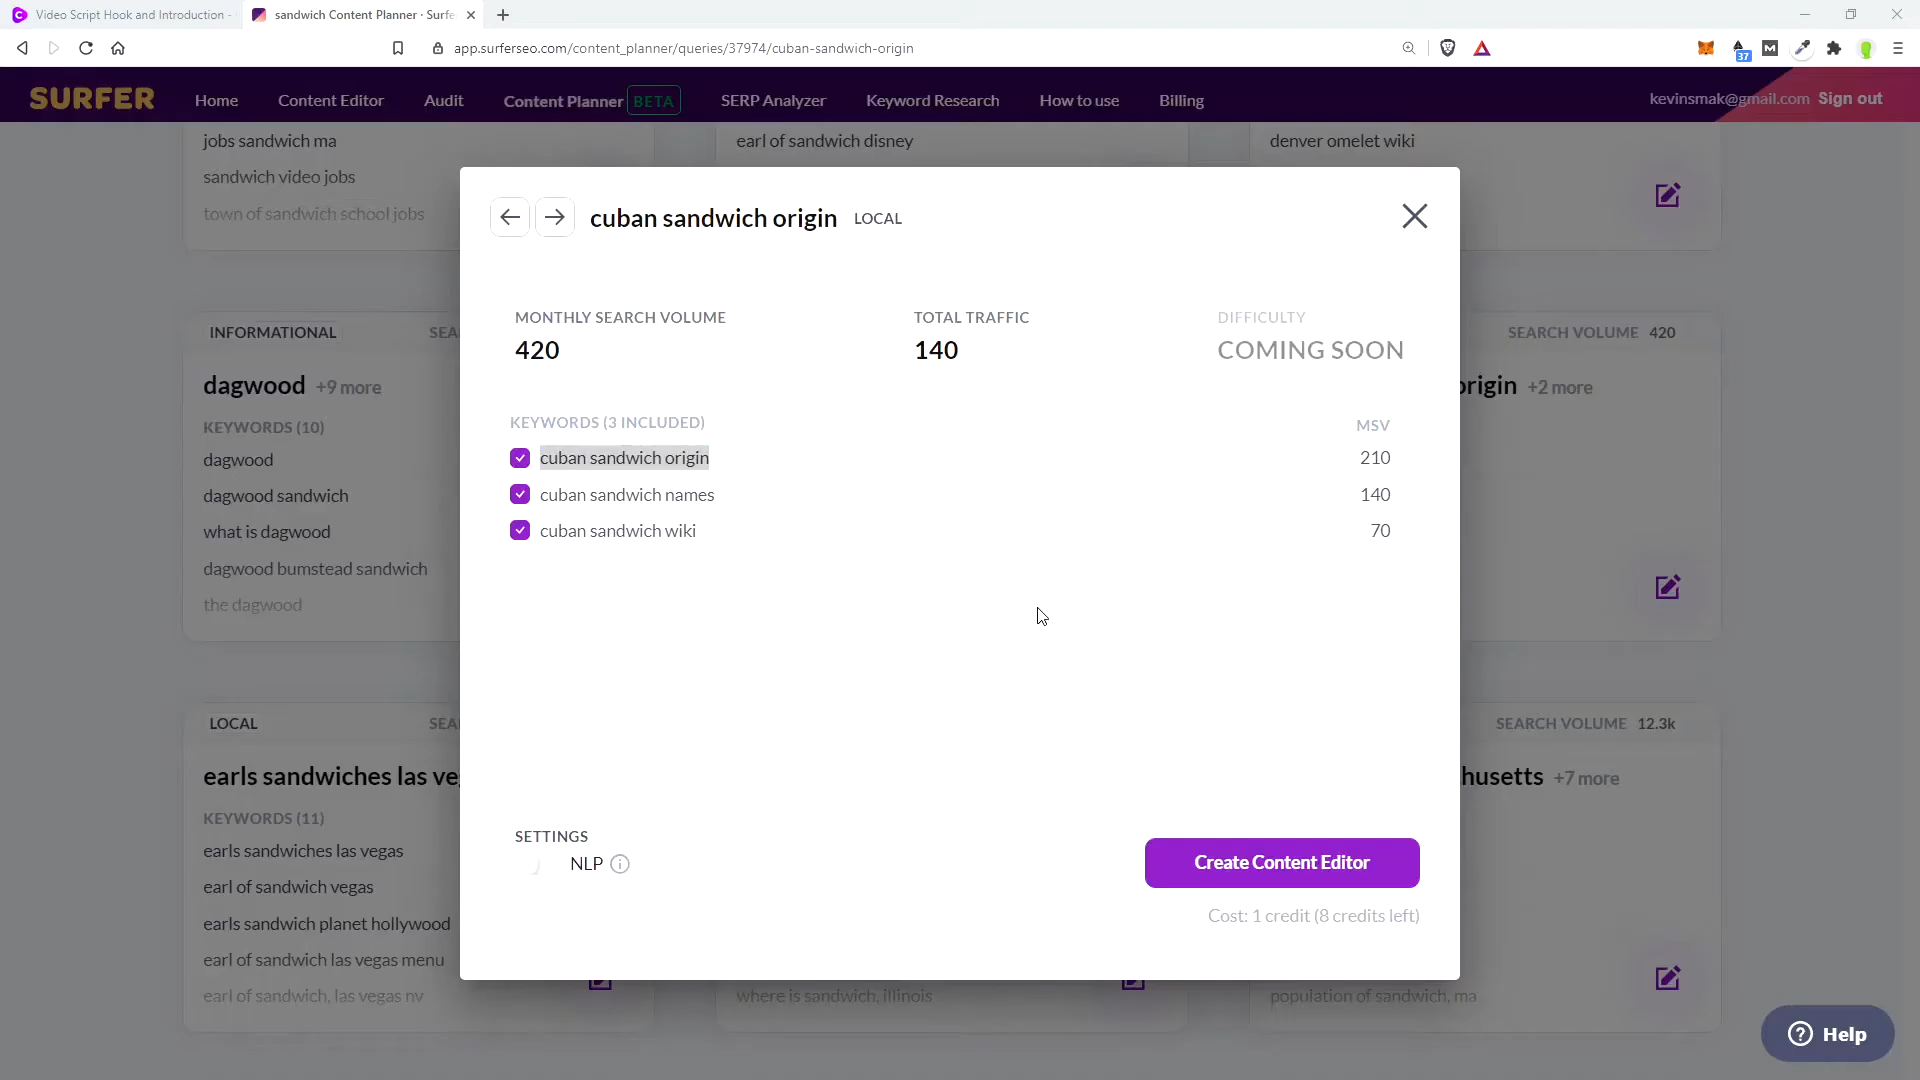 Video Script Hook and Introduction -
sandwich Content Planner · Surfe
app.surferseo.com/content_planner/queries/37974/cuban-sandwich-origin
37
SURFER
Home
Content Editor
Audit
Content Planner BETA
SERP Analyzer
Keyword Research
How to use
Billing
kevinsmak@gmail.com Sign out
jobs sandwich ma
sandwich video jobs
town of sandwich school jobs
earl of sandwich disney
denver omelet wiki
cuban sandwich origin LOCAL
MONTHLY SEARCH VOLUME
420
TOTAL TRAFFIC
140
DIFFICULTY
COMING SOON
KEYWORDS (3 INCLUDED)
MSV
cuban sandwich origin 210
cuban sandwich names 140
cuban sandwich wiki 70
SETTINGS
NLP
Create Content Editor
Cost: 1 credit (8 credits left)
INFORMATIONAL SEA
dagwood +9 more
KEYWORDS (10)
dagwood
dagwood sandwich
what is dagwood
dagwood bumstead sandwich
the dagwood
SEARCH VOLUME 420
origin +2 more
LOCAL SEA
earls sandwiches las ve
KEYWORDS (11)
earls sandwiches las vegas
earl of sandwich vegas
earls sandwich planet hollywood
earl of sandwich las vegas menu
earl of sandwich, las vegas nv
where is sandwich, illinois
SEARCH VOLUME 12.3k
husetts +7 more
population of sandwich, ma
Help